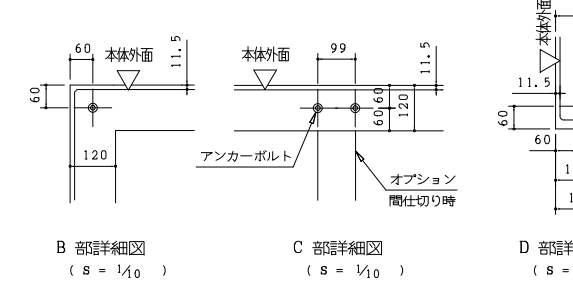 60
本体外面
11.5
60
120
B 部詳細図
( S = 1/10 )
本体外面
99
11.5
60
60
120
アンカーボルト
オプション
間仕切り時
C 部詳細図
( S = 1/10 )
本体外面
11.5
60
60
D 部詳
( S =